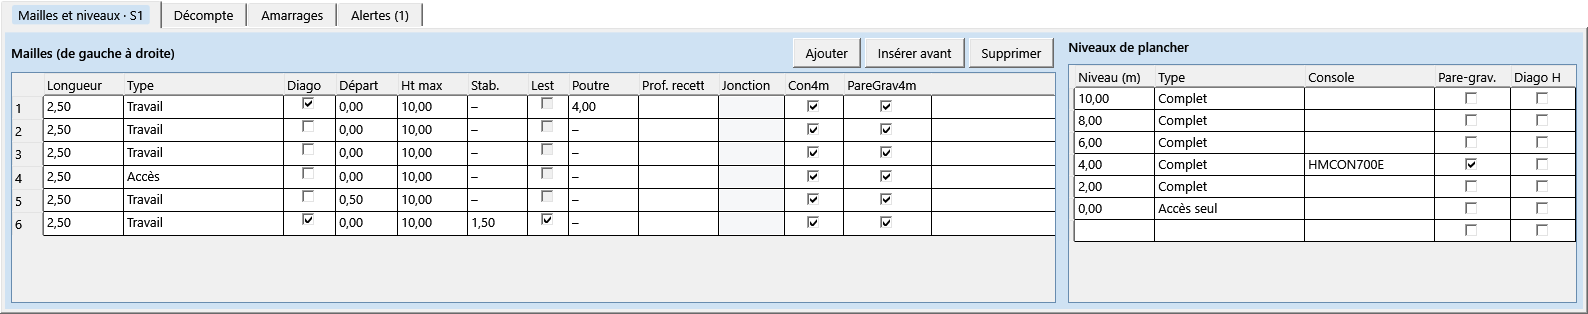 Mailles et niveaux · S1 Décompte Amarrages Alertes (1)
Mailles (de gauche à droite) Ajouter Insérer avant Supprimer
Longueur Type Diago Départ Ht max Stab. Lest Poutre Prof. recett Jonction Con4m PareGrav4m
1 2,50 Travail 0,00 10,00 – 4,00
2 2,50 Travail 0,00 10,00 – –
3 2,50 Travail 0,00 10,00 – –
4 2,50 Accès 0,00 10,00 – –
5 2,50 Travail 0,50 10,00 – –
6 2,50 Travail 0,00 10,00 1,50 –
Niveaux de plancher
Niveau (m) Type Console Pare-grav. Diago H
10,00 Complet
8,00 Complet
6,00 Complet
4,00 Complet HMCON700E
2,00 Complet
0,00 Accès seul